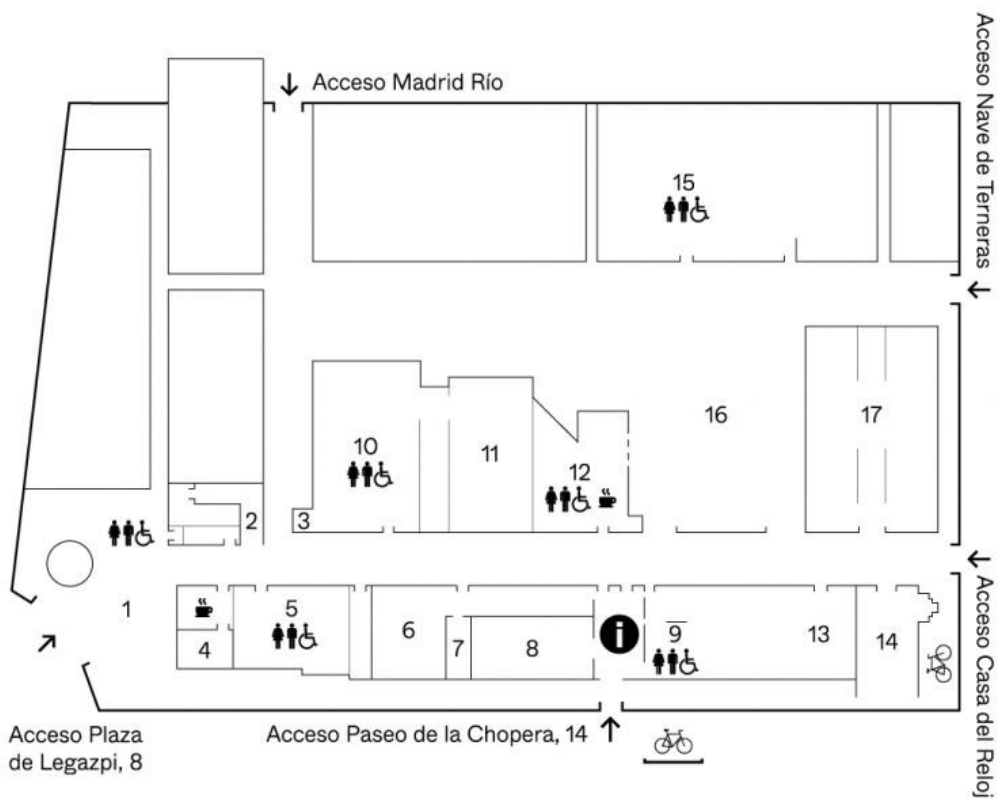 Acceso Madrid Río
Acceso Nave de Terneras
15
16
17
10
11
12
2
3
1
5
4
6
7
8
i
9
13
14
Acceso Casa del Reloj
Acceso Plaza
de Legazpi, 8
Acceso Paseo de la Chopera, 14